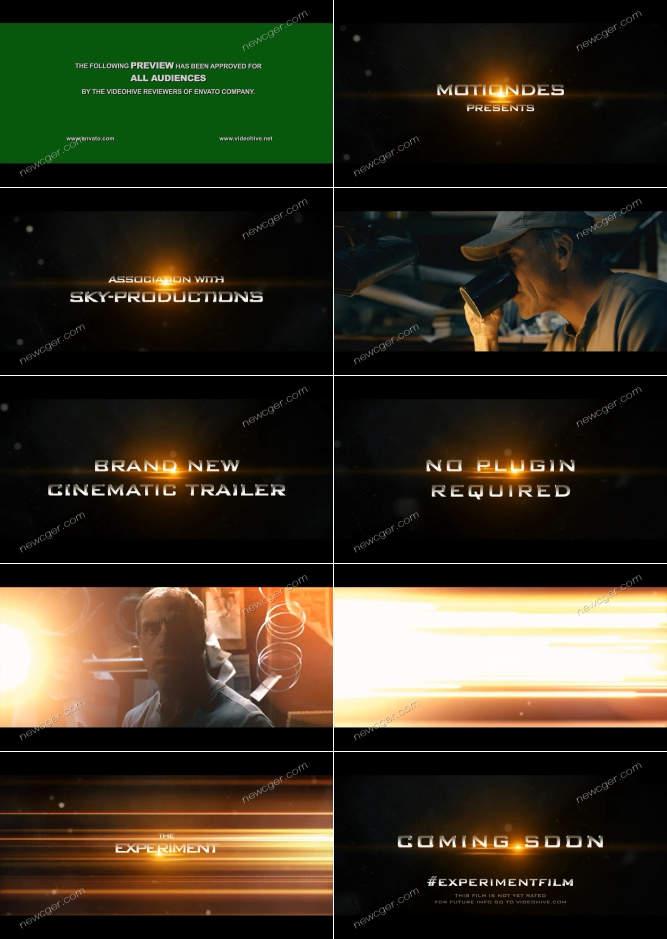 newcger.com
THE FOLLOWING PREVIEW HAS BEEN APPROVED FOR
ALL AUDIENCES
BY THE VIDEOHIVE REVIEWERS OF ENVATO COMPANY.
www.envato.com www.videohive.net
newcger.com
newcger.com
MOTIONDES
PRESENTS
newcger.com
newcger.com
ASSOCIATION WITH
SKY-PRODUCTIONS
newcger.com
newcger.com
newcger.com
newcger.com
BRAND NEW
CINEMATIC TRAILER
newcger.com
newcger.com
NO PLUGIN
REQUIRED
newcger.com
newcger.com
newcger.com
newcger.com
newcger.com
newcger.com
THE
EXPERIMENT
newcger.com
newcger.com
COMING SOON
#EXPERIMENTFILM
THIS FILM IS NOT YET RATED
FOR FUTURE INFO GO TO VIDEOHIVE.COM
newcger.com